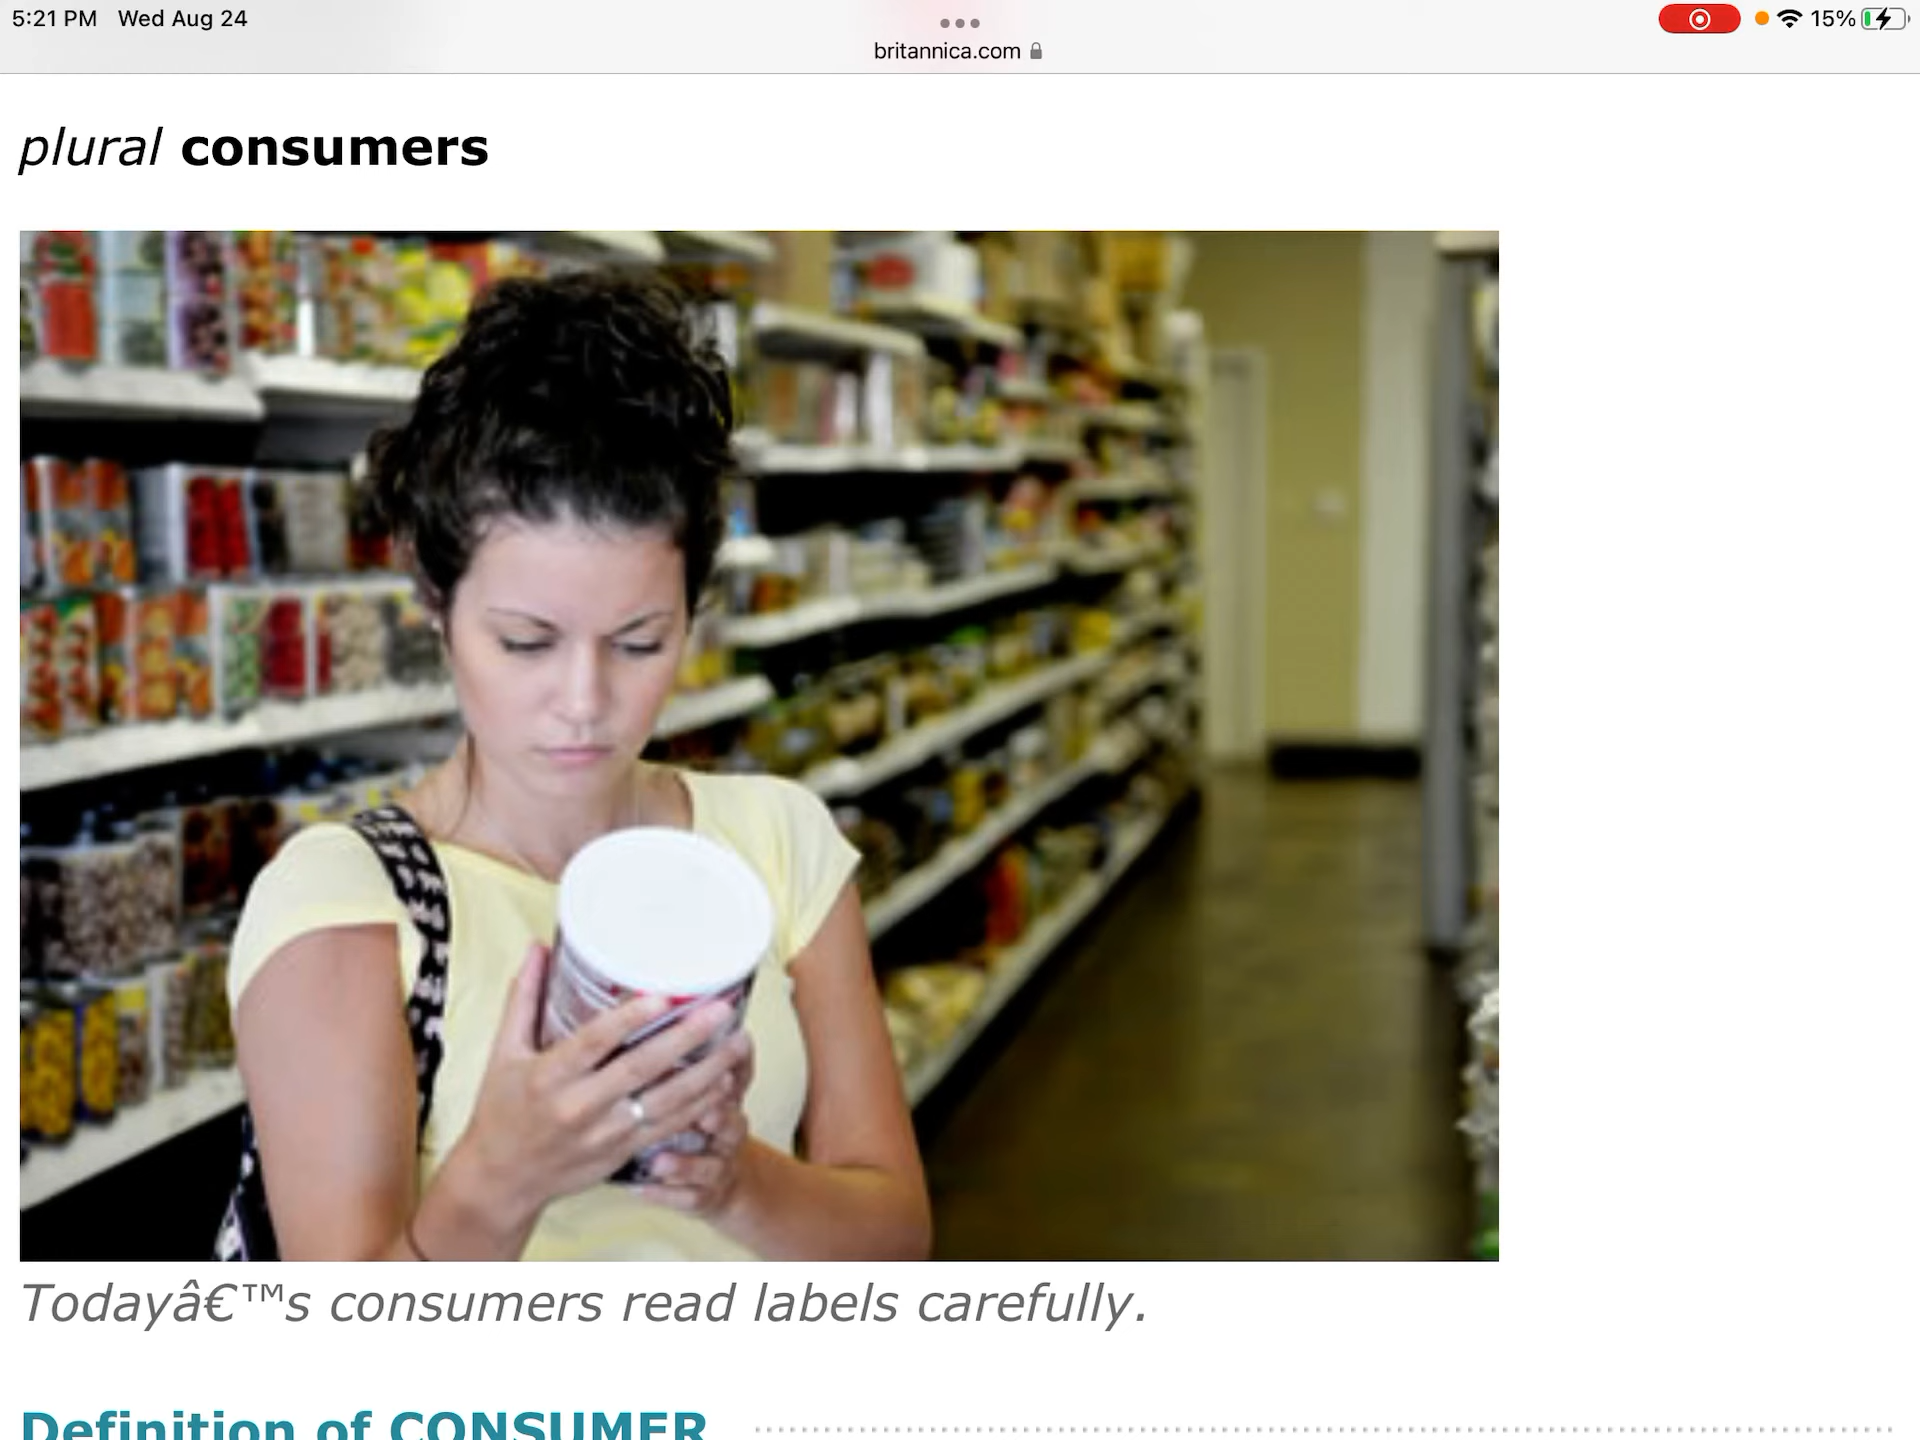 5:21 PM Wed Aug 24
15%
britannica.com
plural consumers
Todayâ€™s consumers read labels carefully.
Definition of CONSUMER